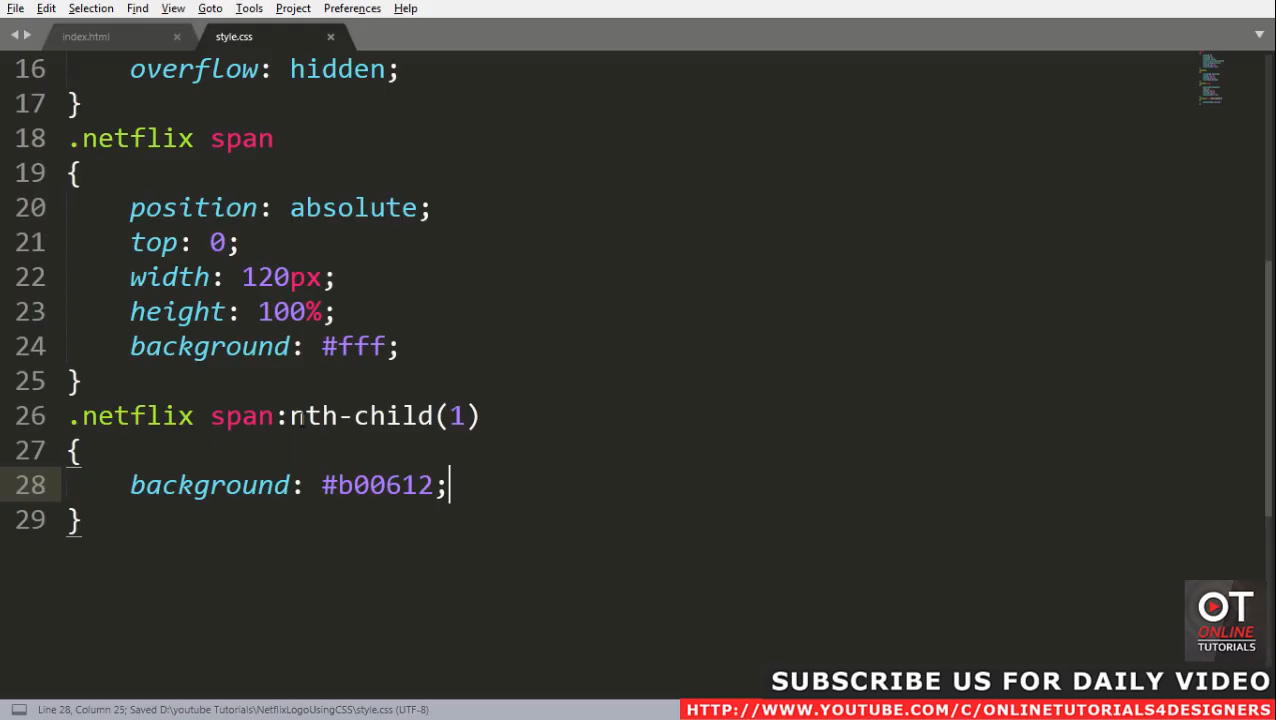 File Edit Selection Find View Goto Tools Project Preferences Help
index.html × style.css ×
16 overflow: hidden;
17 }
18 .netflix span
19 {
20 position: absolute;
21 top: 0;
22 width: 120px;
23 height: 100%;
24 background: #fff;
25 }
26 .netflix span:nth-child(1)
27 {
28 background: #b00612;
29 }
OT
ONLINE
TUTORIALS
SUBSCRIBE US FOR DAILY VIDEO
Line 28, Column 25; Saved D:\youtube Tutorials\NetflixLogoUsingCSS\style.css (UTF-8)
HTTP://WWW.YOUTUBE.COM/C/ONLINETUTORIALS4DESIGNERS